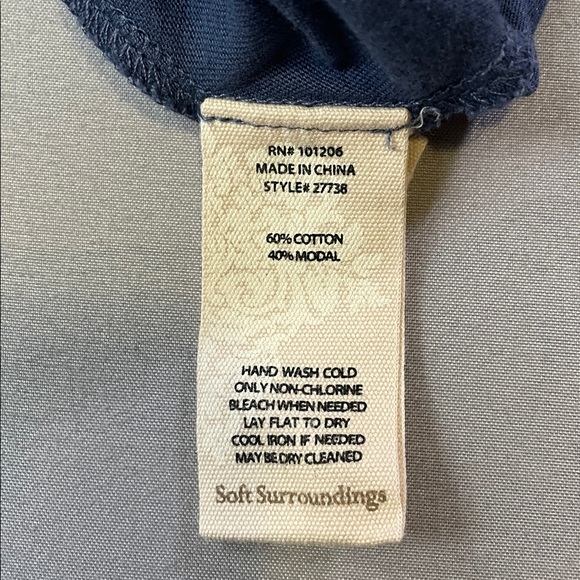 RN# 101206
MADE IN CHINA
STYLE# 27738
60% COTTON
40% MODAL
HAND WASH COLD
ONLY NON-CHLORINE
BLEACH WHEN NEEDED
LAY FLAT TO DRY
COOL IRON IF NEEDED
MAY BE DRY CLEANED
Soft Surroundings